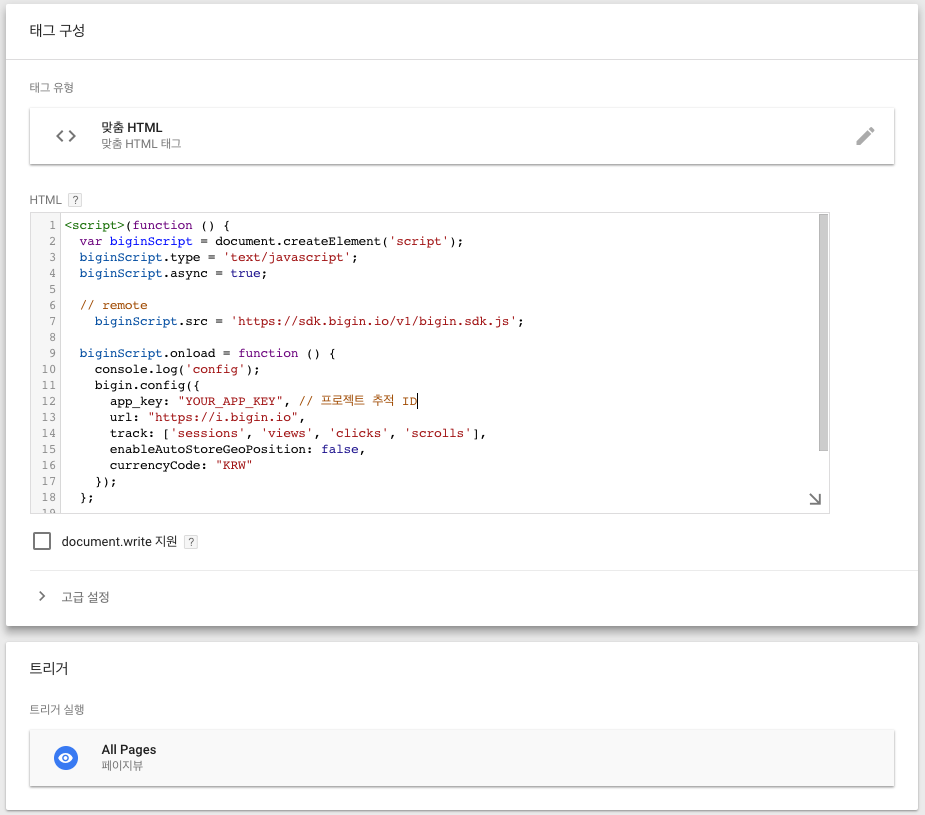 태그 구성
태그 유형
맞춤 HTML
맞춤 HTML 태그
HTML ?
1 <script>(function () {
2 var biginScript = document.createElement('script');
3 biginScript.type = 'text/javascript';
4 biginScript.async = true;
5
6 // remote
7 biginScript.src = 'https://sdk.bigin.io/v1/bigin.sdk.js';
8
9 biginScript.onload = function () {
10 console.log('config');
11 bigin.config({
12 app_key: "YOUR_APP_KEY", // 프로젝트 추적 ID
13 url: "https://i.bigin.io",
14 track: ['sessions', 'views', 'clicks', 'scrolls'],
15 enableAutoStoreGeoPosition: false,
16 currencyCode: "KRW"
17 });
18 };
19
document.write 지원 ?
고급 설정
트리거
트리거 실행
All Pages
페이지뷰